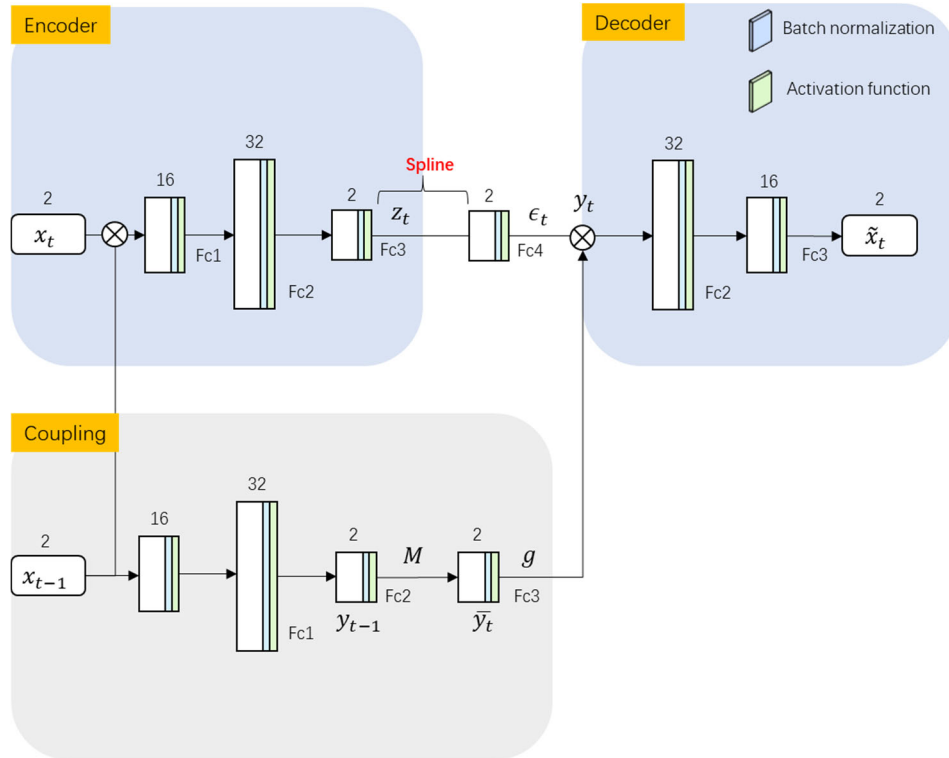 Encoder
Decoder
Batch normalization
Activation function
2
x_t
16
Fc1
32
Fc2
2
Fc3
Spline
z_t
2
Fc4
ϵ_t
y_t
32
Fc2
16
Fc3
2
x̃_t
Coupling
2
x_{t−1}
16
32
Fc1
2
y_{t−1}
Fc2
M
2
ȳ_t
Fc3
g